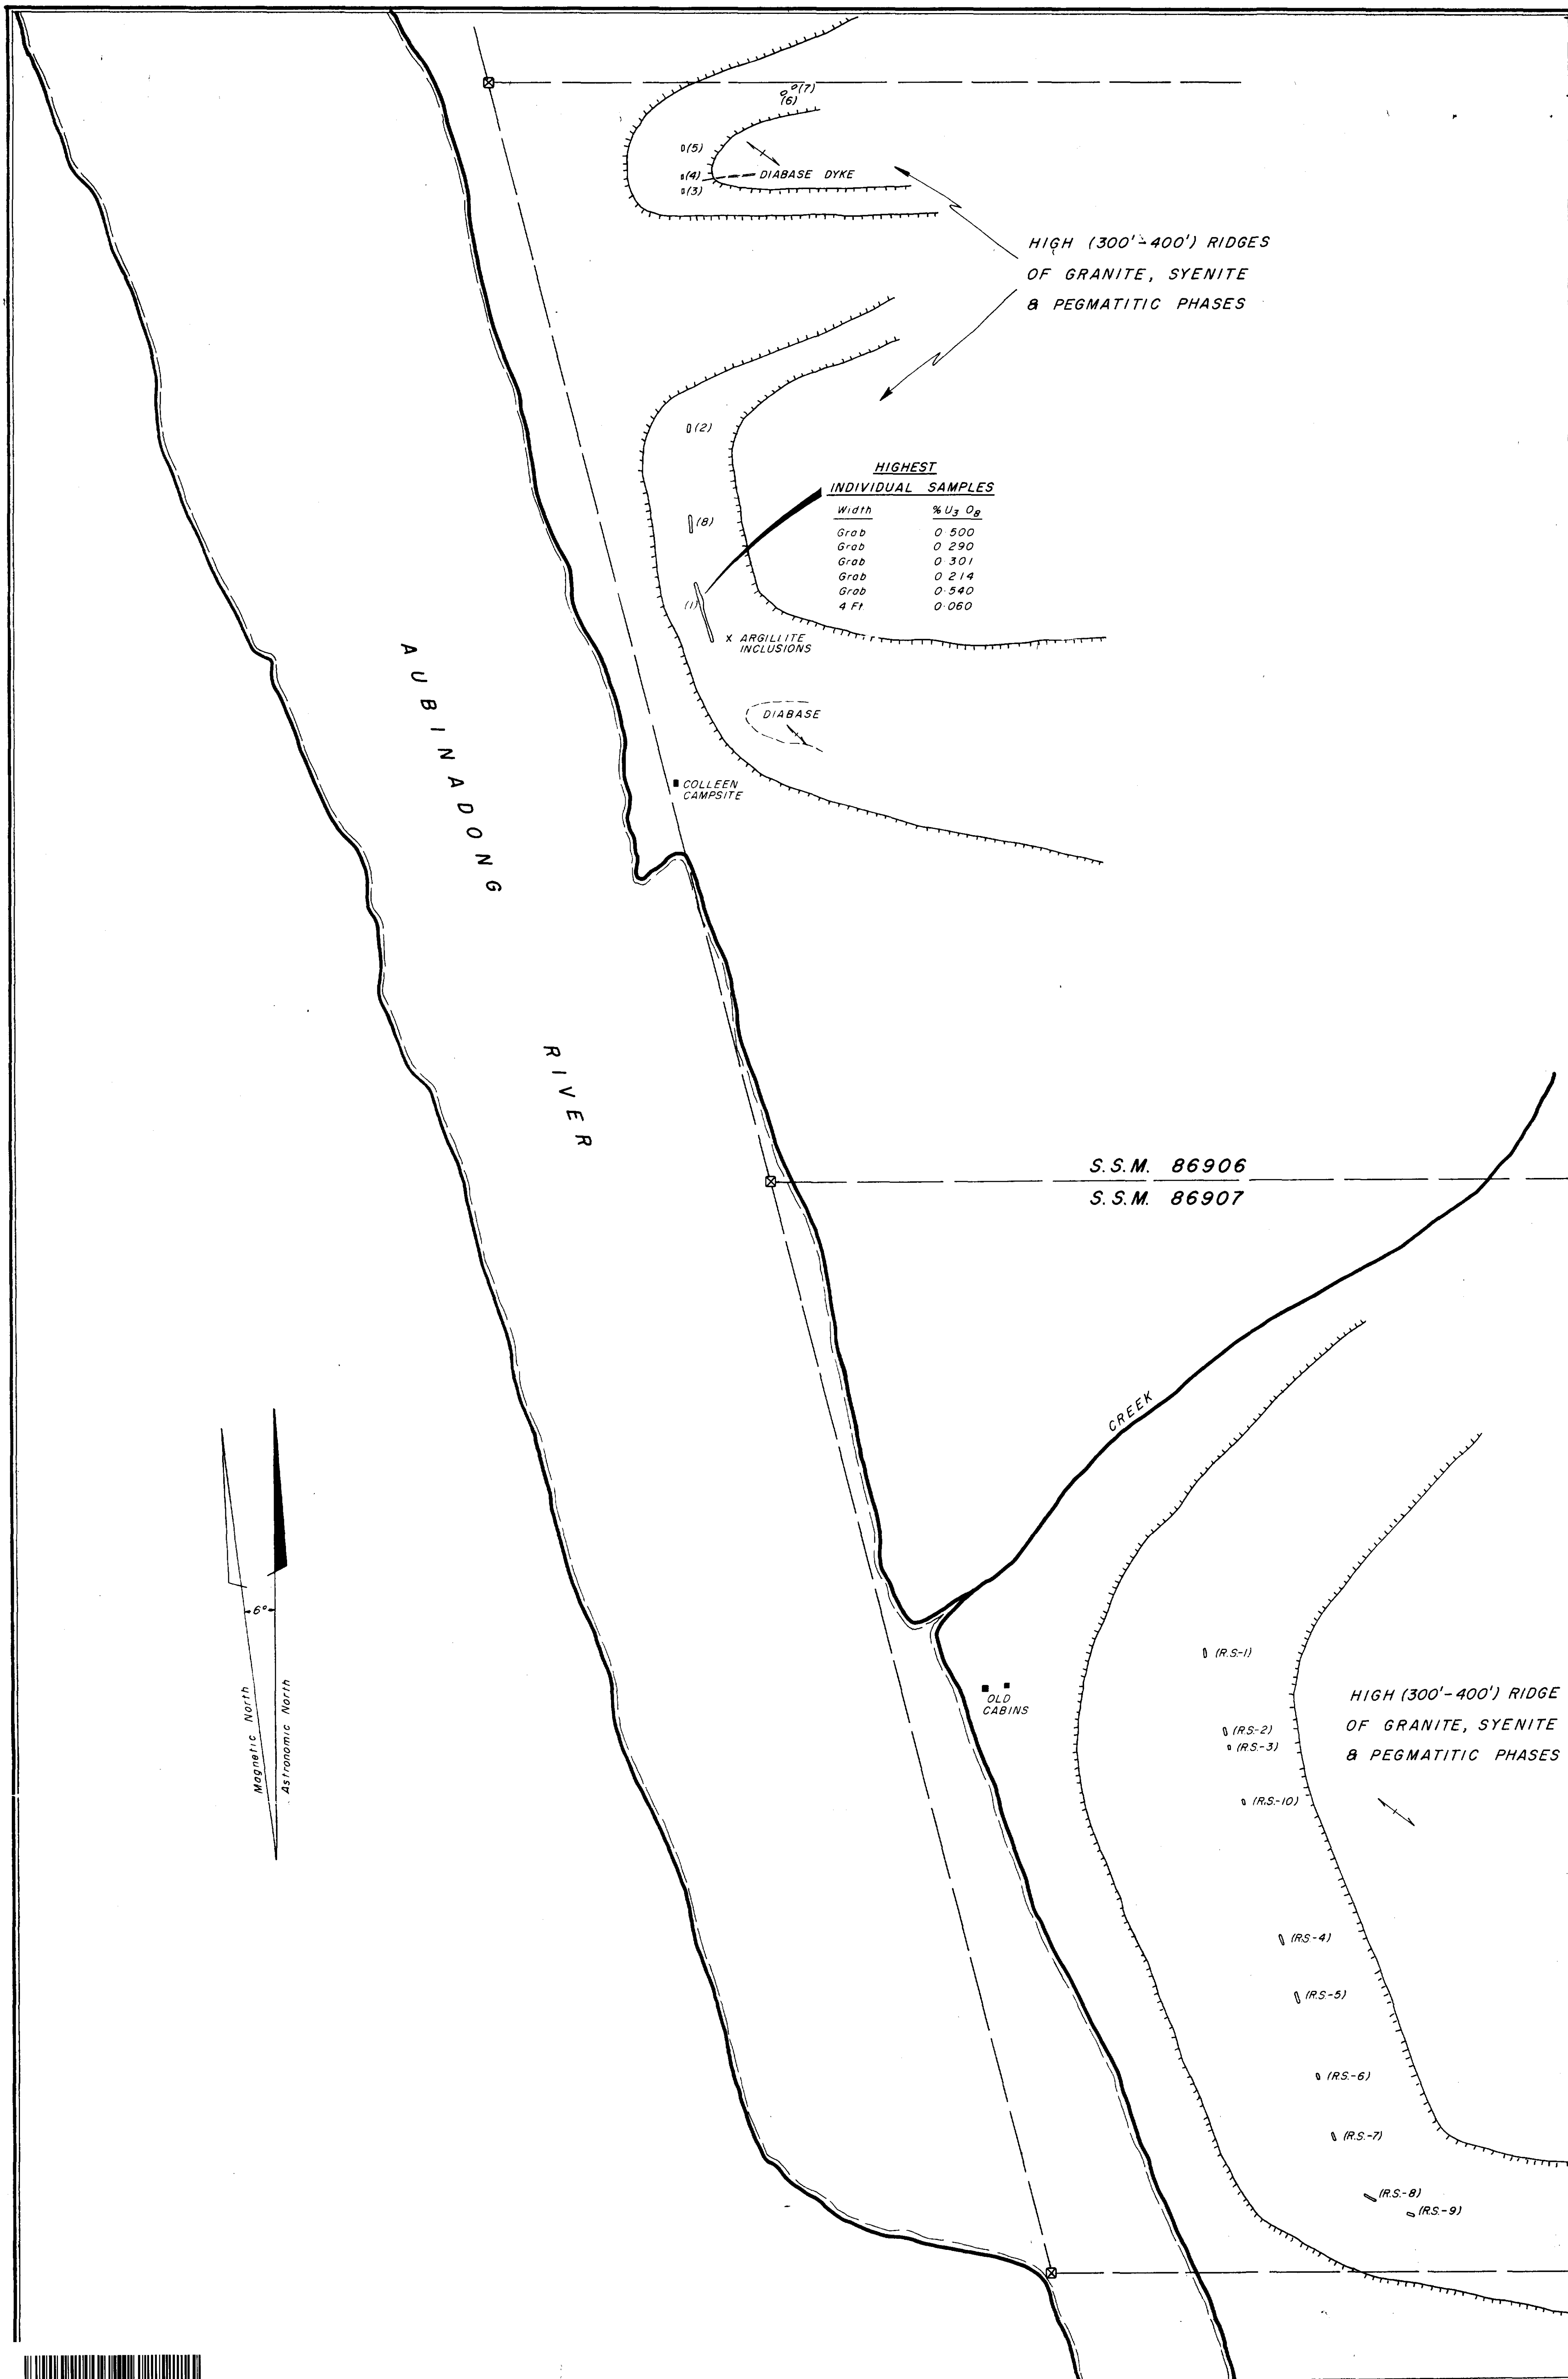 (7)
(6)
(5)
(4)
DIABASE DYKE
(3)
HIGH (300'-400') RIDGES
OF GRANITE, SYENITE
& PEGMATITIC PHASES
(2)
HIGHEST
INDIVIDUAL SAMPLES
Width % U3 O8
Grab 0.500
Grab 0.290
Grab 0.301
Grab 0.214
Grab 0.540
4 Ft. 0.060
(8)
(1)
X ARGILLITE
INCLUSIONS
DIABASE
COLLEEN
CAMPSITE
AUBINADONG
RIVER
S.S.M. 86906
S.S.M. 86907
CREEK
6°
Magnetic North
Astronomic North
OLD
CABINS
(R.S.-1)
(R.S.-2)
(R.S.-3)
(R.S.-10)
HIGH (300'-400') RIDGE
OF GRANITE, SYENITE
& PEGMATITIC PHASES
(R.S-4)
(R.S.-5)
(R.S.-6)
(R.S.-7)
(R.S.-8)
(R.S.-9)